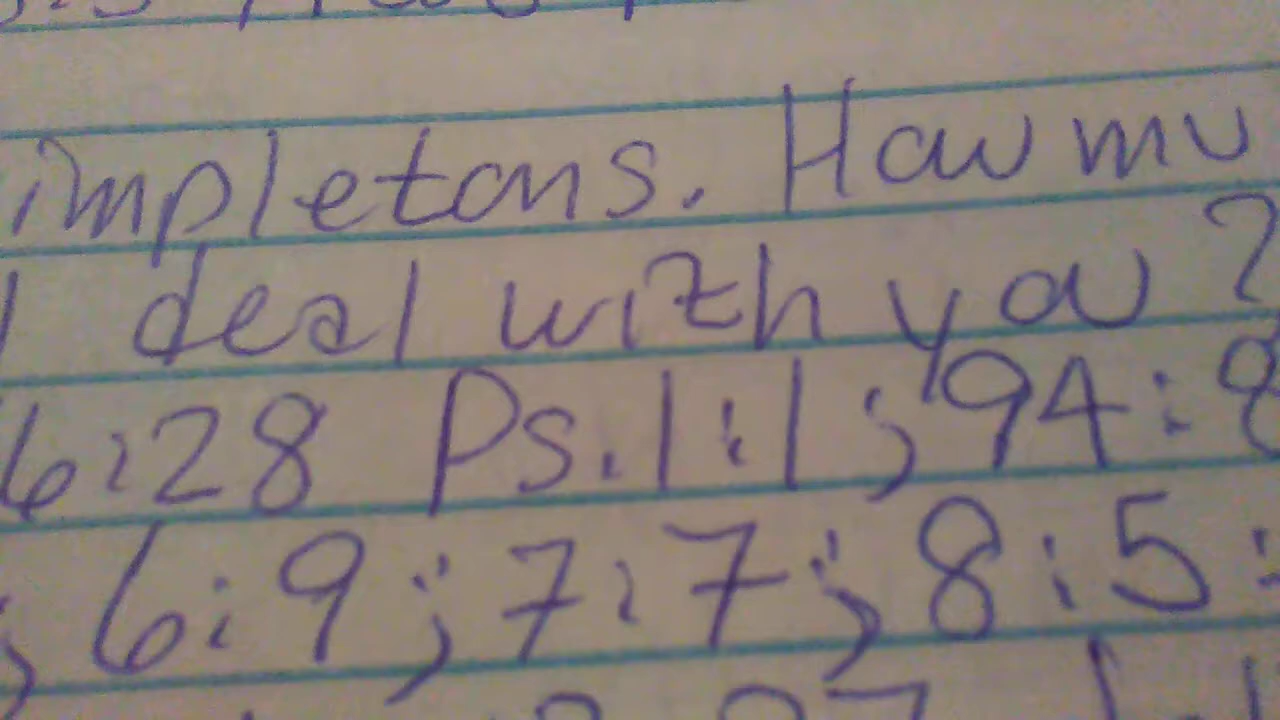 impletons. How mu
l deal with you?
6:28 Ps.1:1; 94:8
; 6:9; 7:7; 8:5: